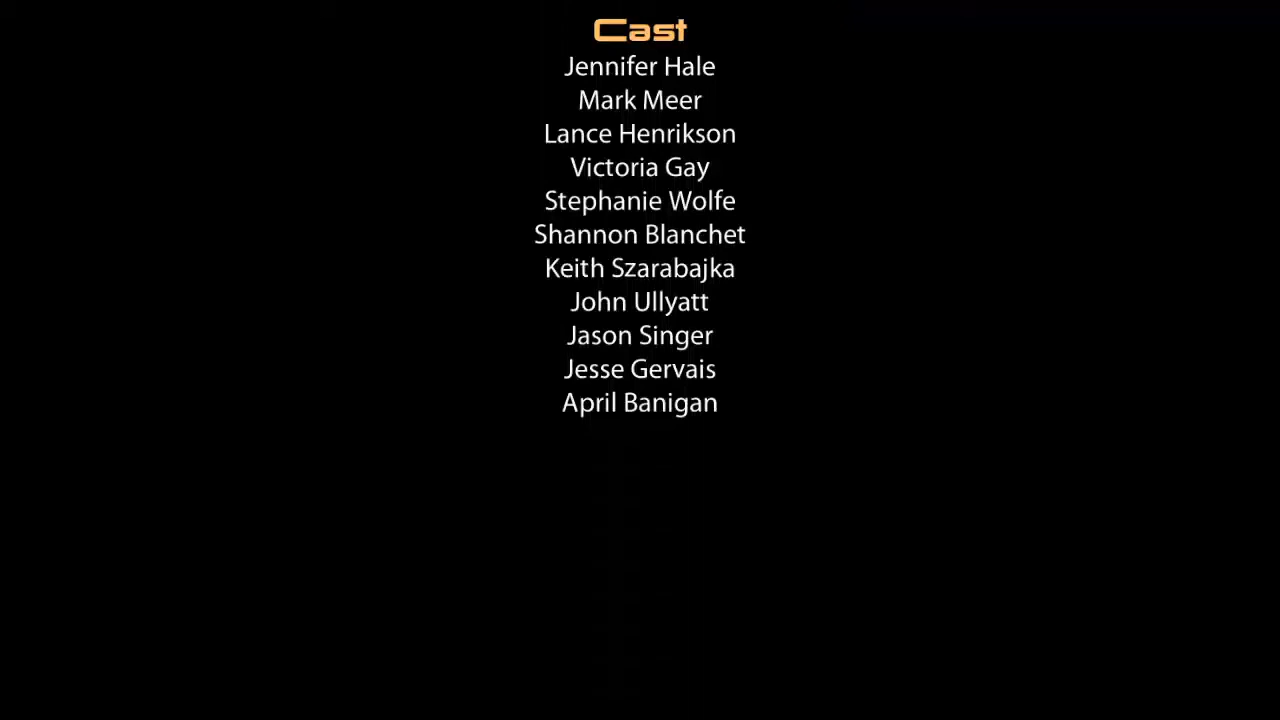 Cast
Jennifer Hale
Mark Meer
Lance Henrikson
Victoria Gay
Stephanie Wolfe
Shannon Blanchet
Keith Szarabajka
John Ullyatt
Jason Singer
Jesse Gervais
April Banigan